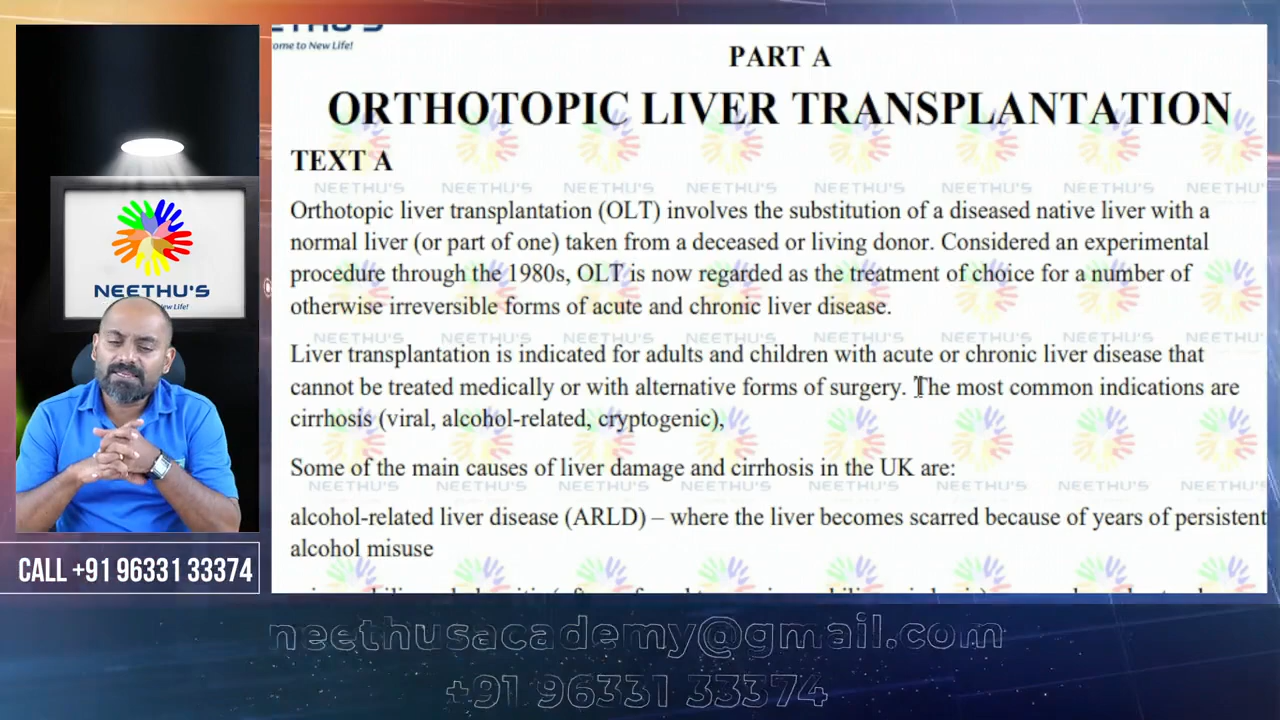 ome to New Life!
PART A
ORTHOTOPIC LIVER TRANSPLANTATION
TEXT A
Orthotopic liver transplantation (OLT) involves the substitution of a diseased native liver with a
normal liver (or part of one) taken from a deceased or living donor. Considered an experimental
procedure through the 1980s, OLT is now regarded as the treatment of choice for a number of
otherwise irreversible forms of acute and chronic liver disease.
Liver transplantation is indicated for adults and children with acute or chronic liver disease that
cannot be treated medically or with alternative forms of surgery. The most common indications are
cirrhosis (viral, alcohol-related, cryptogenic),
Some of the main causes of liver damage and cirrhosis in the UK are:
alcohol-related liver disease (ARLD) – where the liver becomes scarred because of years of persistent
alcohol misuse
NEETHU'S
New Life!
CALL +91 96331 33374
neethusacademy@gmail.com
+91 96331 33374